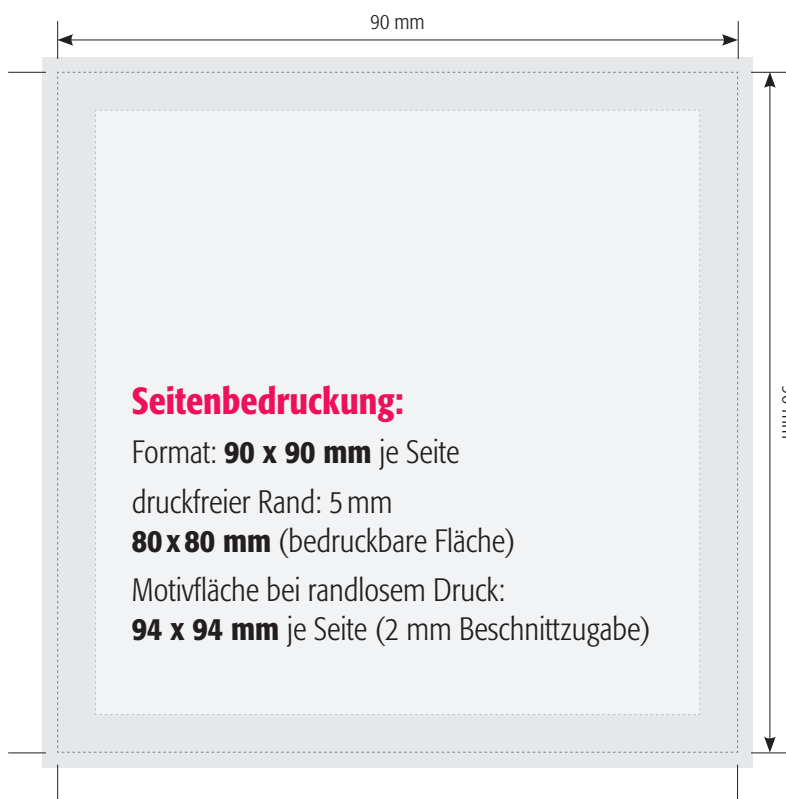 90 mm
Seitenbedruckung:
Format: 90 x 90 mm je Seite
druckfreier Rand: 5 mm
80 x 80 mm (bedruckbare Fläche)
Motivfläche bei randlosem Druck:
94 x 94 mm je Seite (2 mm Beschnittzugabe)